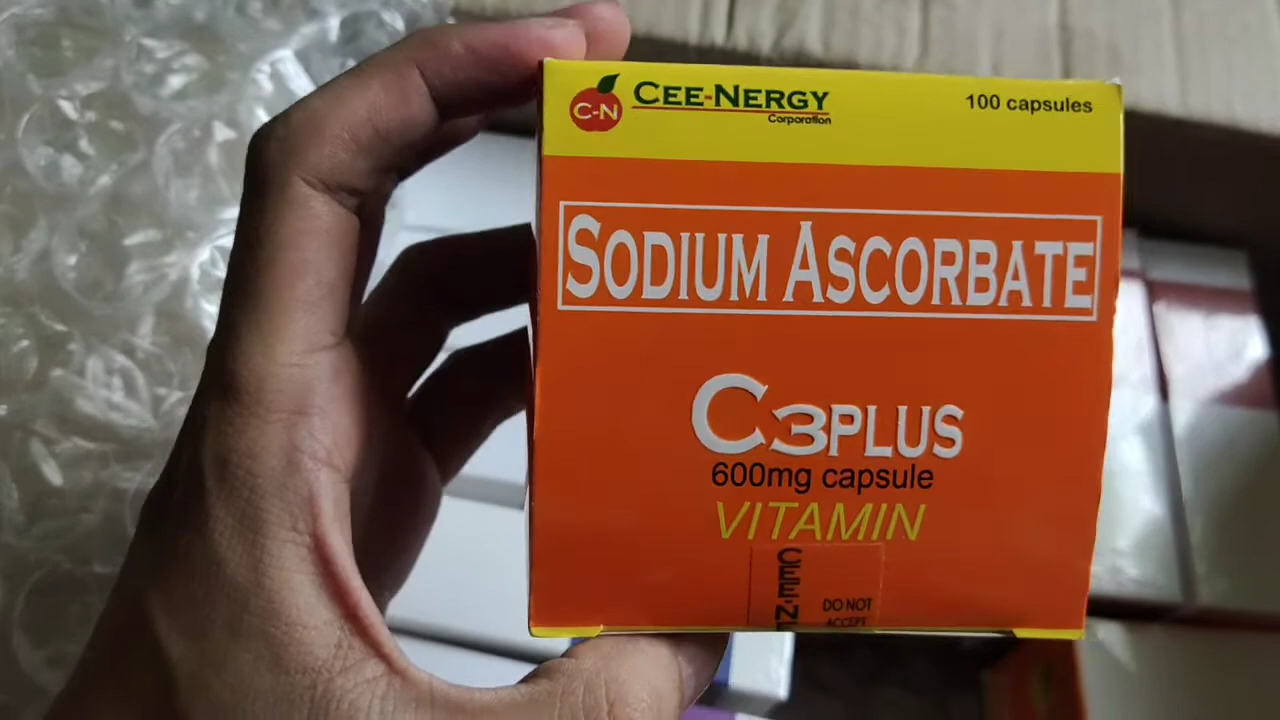 C-N
CEE-NERGY
Corporation
100 capsules
SODIUM ASCORBATE
C3PLUS
600mg capsule
VITAMIN
DO NOT
ACCEPT